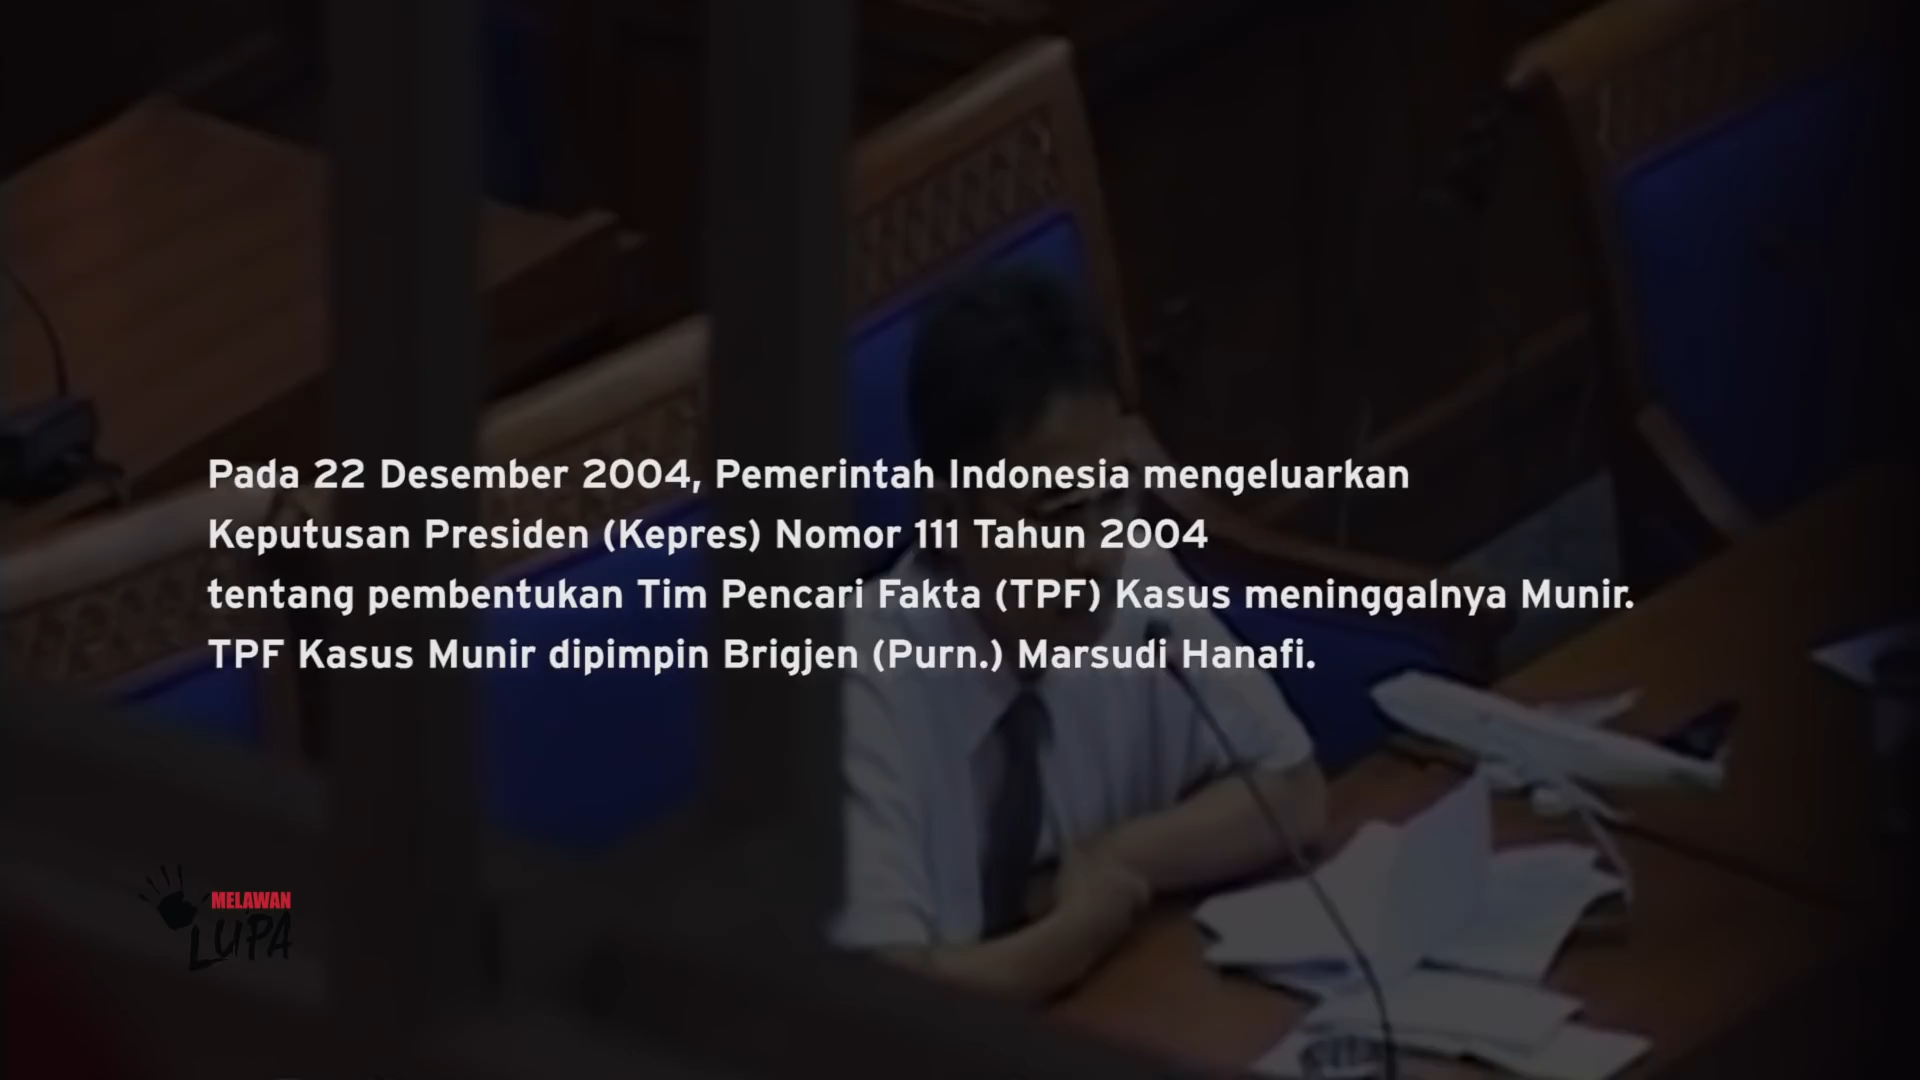 Pada 22 Desember 2004, Pemerintah Indonesia mengeluarkan
Keputusan Presiden (Kepres) Nomor 111 Tahun 2004
tentang pembentukan Tim Pencari Fakta (TPF) Kasus meninggalnya Munir.
TPF Kasus Munir dipimpin Brigjen (Purn.) Marsudi Hanafi.
MELAWAN
LUPA